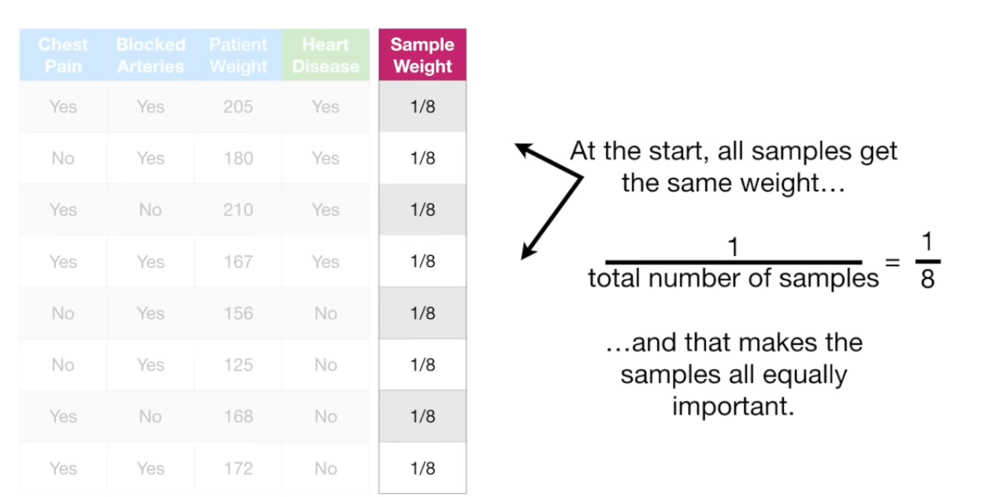 Chest Pain Blocked Arteries Patient Weight Heart Disease Sample Weight
Yes Yes 205 Yes 1/8
No Yes 180 Yes 1/8
Yes No 210 Yes 1/8
Yes Yes 167 Yes 1/8
No Yes 156 No 1/8
No Yes 125 No 1/8
Yes No 168 No 1/8
Yes Yes 172 No 1/8
At the start, all samples get
the same weight…
1
total number of samples
=
1
8
…and that makes the
samples all equally
important.